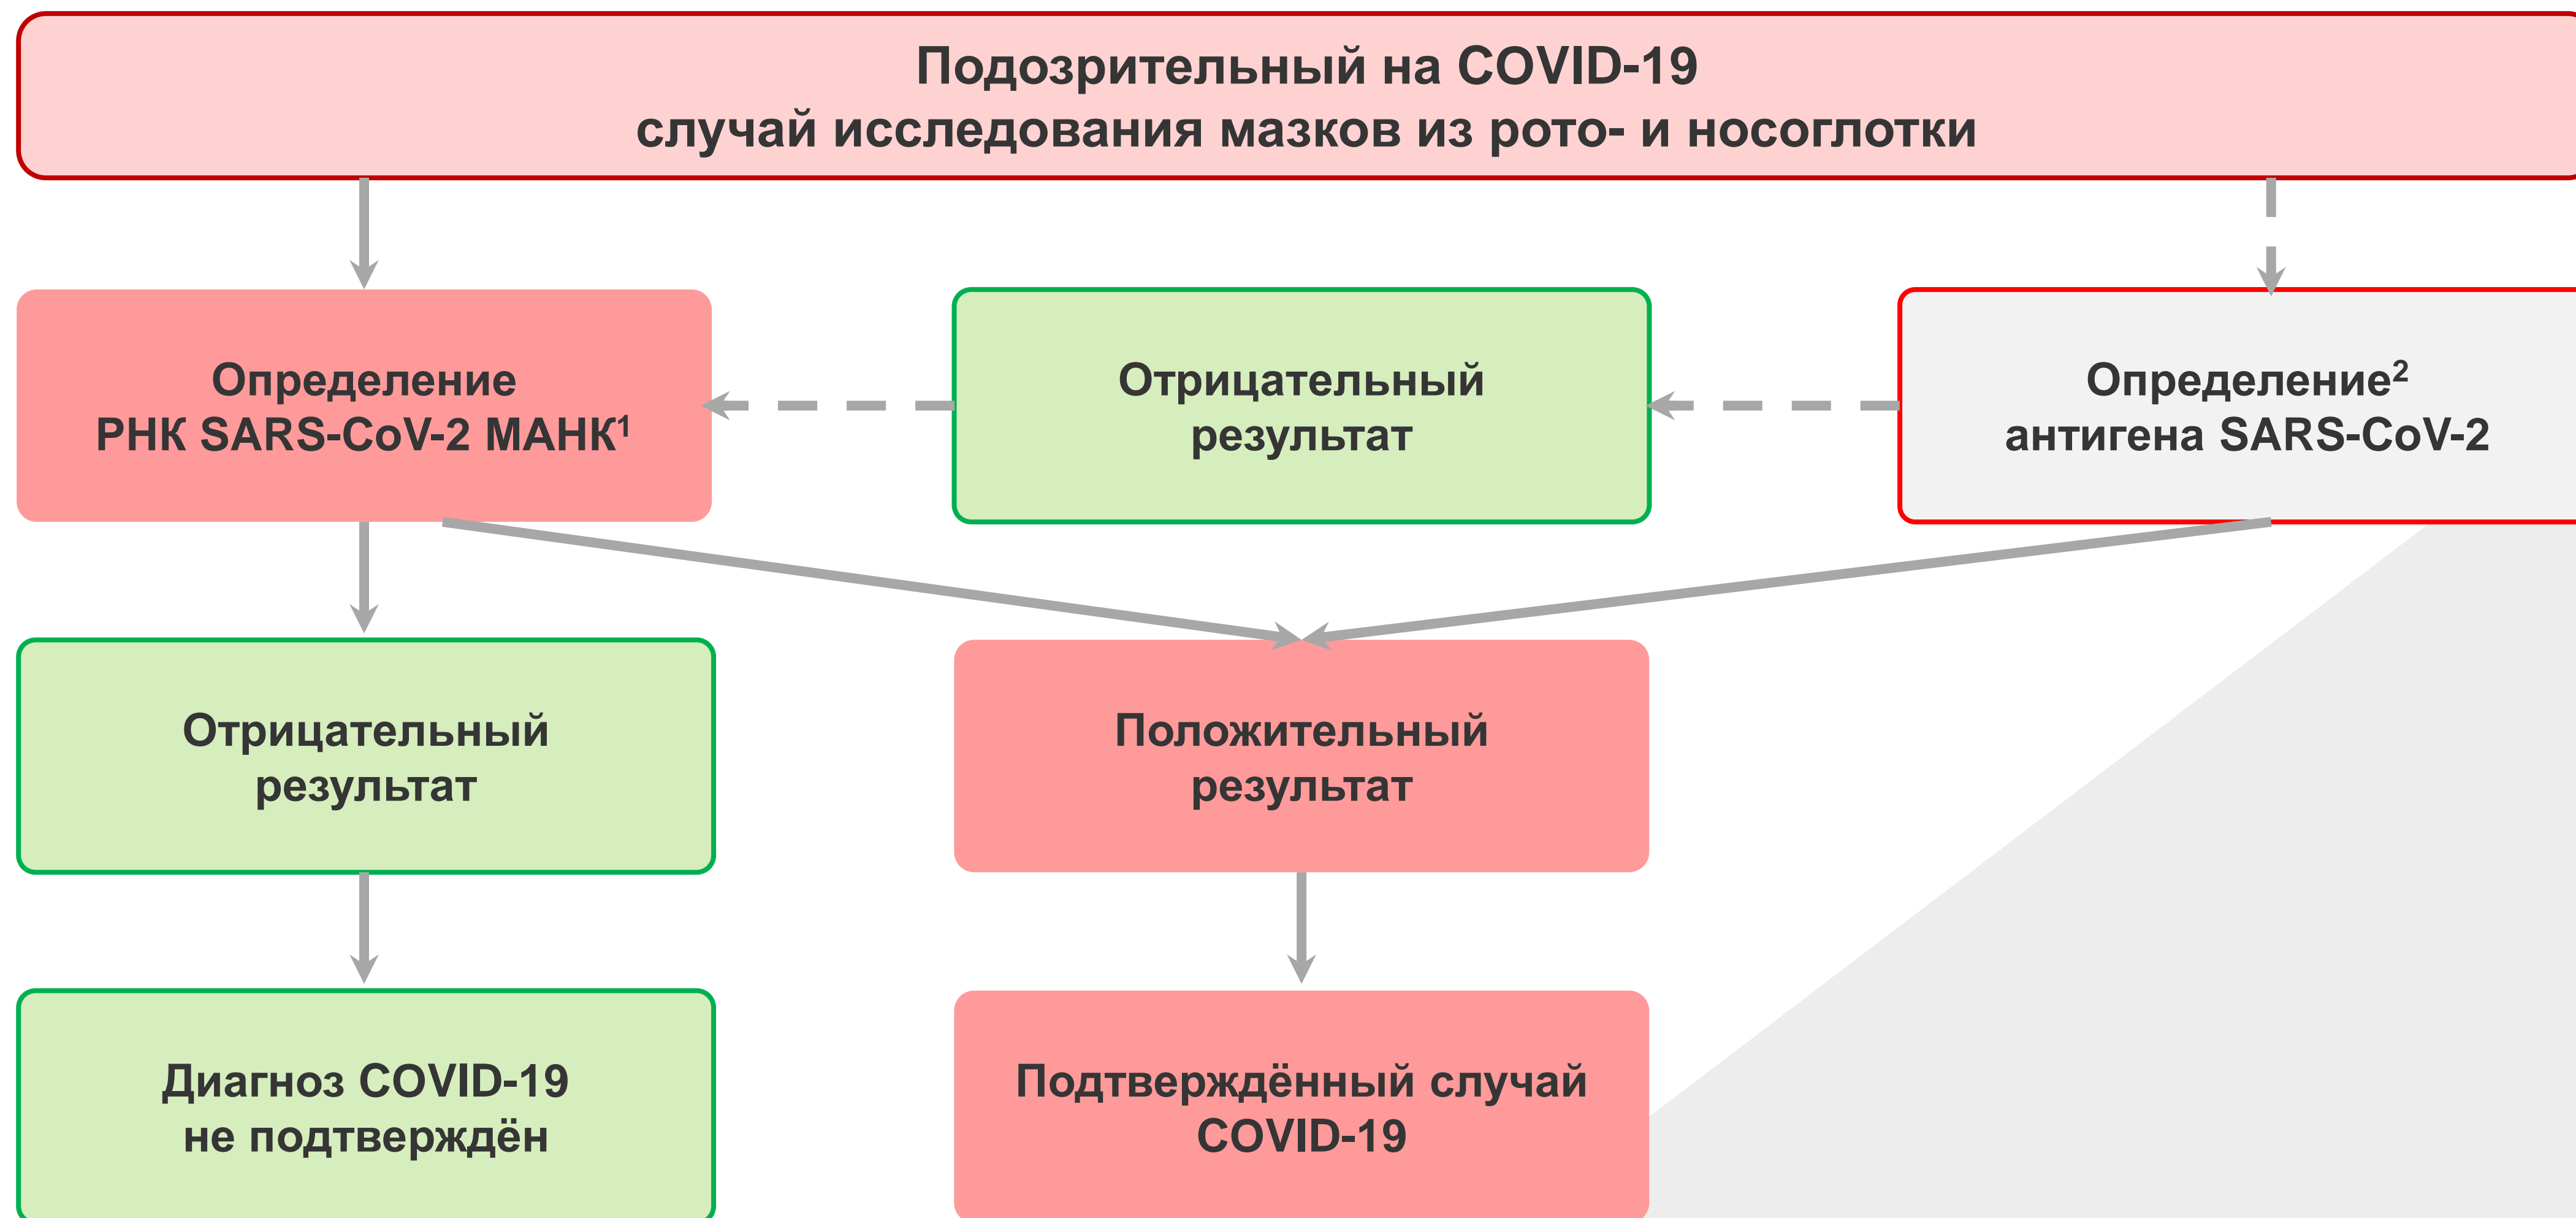 Подозрительный на COVID-19
случай исследования мазков из рото- и носоглотки
Определение
РНК SARS-CoV-2 МАНК¹
Отрицательный
результат
Определение²
антигена SARS-CoV-2
Отрицательный
результат
Положительный
результат
Диагноз COVID-19
не подтверждён
Подтверждённый случай
COVID-19